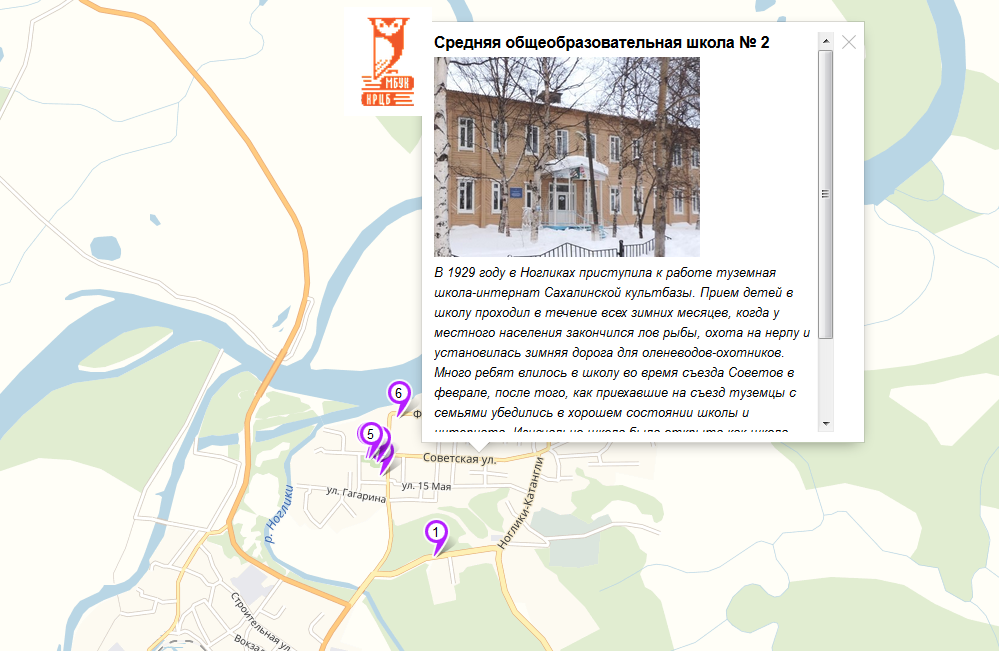 МБУК
НРЦБ
Средняя общеобразовательная школа № 2
В 1929 году в Ногликах приступила к работе туземная
школа-интернат Сахалинской культбазы. Прием детей в
школу проходил в течение всех зимних месяцев, когда у
местного населения закончился лов рыбы, охота на нерпу и
установилась зимняя дорога для оленеводов-охотников.
Много ребят влилось в школу во время съезда Советов в
феврале, после того, как приехавшие на съезд туземцы с
семьями убедились в хорошем состоянии школы и
6
Ф
5
Советская ул.
ул. 15 Мая
ул. Гагарина
р. Ноглики
Ноглики-Катангли
1
Строительная ул.
Вокза